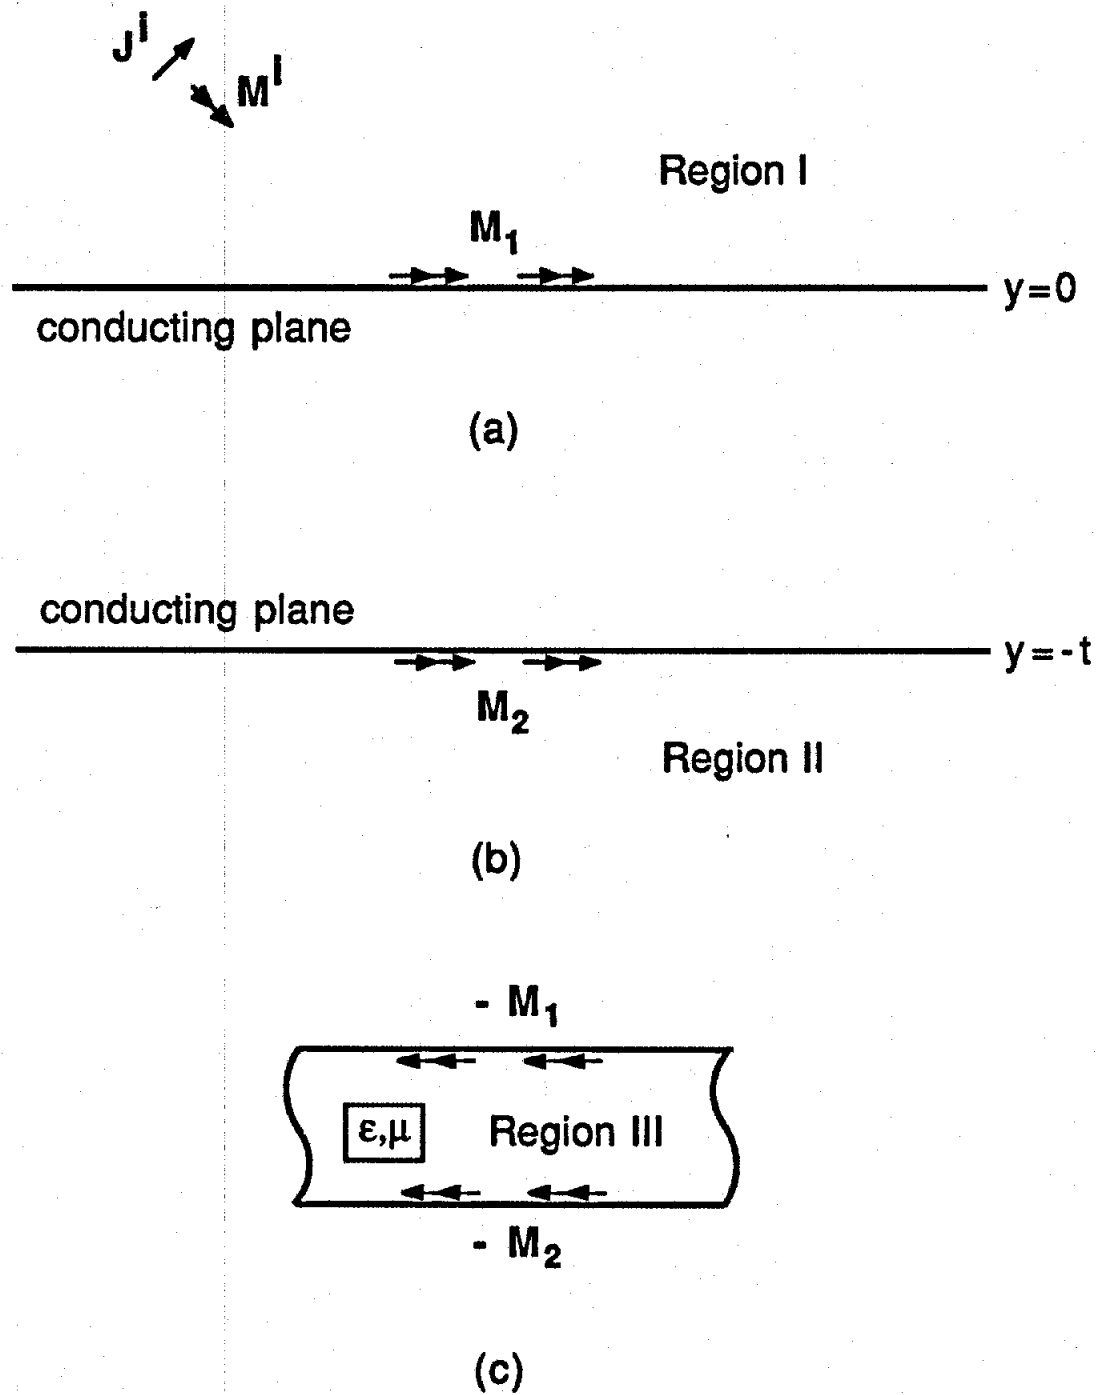 J^i
M^i
Region I
M₁
y=0
conducting plane
(a)
conducting plane
y=-t
M₂
Region II
(b)
- M₁
ε,μ
Region III
- M₂
(c)